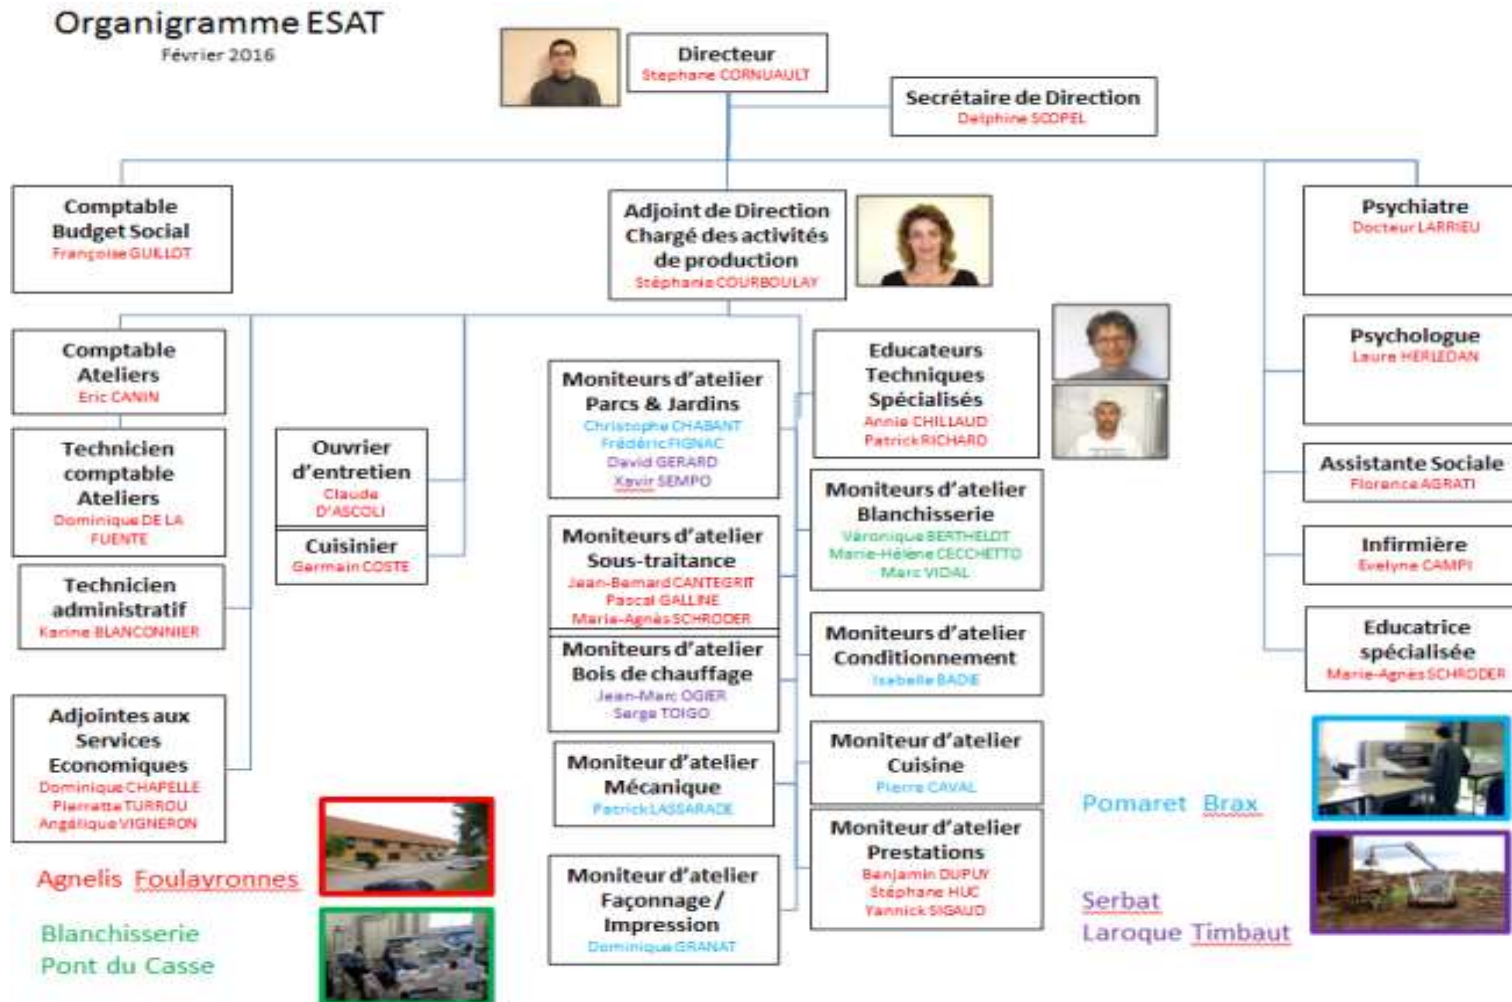 Organigramme ESAT
Février 2016
Directeur
Stephane CORNUAULT
Secrétaire de Direction
Delphine SCOPEL
Comptable
Budget Social
Françoise GUILLOT
Adjoint de Direction
Chargé des activités
de production
Stéphanie COURBOULAY
Psychiatre
Docteur LARRIEU
Comptable
Ateliers
Eric CANIN
Technicien
comptable
Ateliers
Dominique DE LA
FUENTE
Technicien
administratif
Karine BLANCONNIER
Adjointes aux
Services
Economiques
Dominique CHAPELLE
Pierrette TURROU
Angélique VIGNERON
Ouvrier
d'entretien
Claude
D'ASCOLI
Cuisinier
Germain COSTE
Moniteurs d'atelier
Parcs & Jardins
Christophe CHABANT
Frédéric FIGNAC
David GERARD
Xavir SEMPO
Moniteurs d'atelier
Sous-traitance
Jean-Bernard CANTEGRIT
Pascal GALLINE
Marie-Agnès SCHRODER
Moniteurs d'atelier
Bois de chauffage
Jean-Marc OGIER
Serge TOIGO
Moniteur d'atelier
Mécanique
Patrick LASSARADE
Moniteur d'atelier
Façonnage /
Impression
Dominique GRANAT
Educateurs
Techniques
Spécialisés
Annie CHILLAUD
Patrick RICHARD
Moniteurs d'atelier
Blanchisserie
Véronique BERTHELOT
Marie-Hélène CECCHETTO
Marc VIDAL
Moniteurs d'atelier
Conditionnement
Isabelle BADIE
Moniteur d'atelier
Cuisine
Pierre CAVAL
Moniteur d'atelier
Prestations
Benjamin DUPUY
Stéphane HUC
Yannick SIGAUD
Psychologue
Laure HERLEDAN
Assistante Sociale
Florence AGRATI
Infirmière
Evelyne CAMPI
Educatrice
spécialisée
Marie-Agnès SCHRODER
Agnelis Foulayronnes
Blanchisserie
Pont du Casse
Pomaret Brax
Serbat
Laroque Timbaut